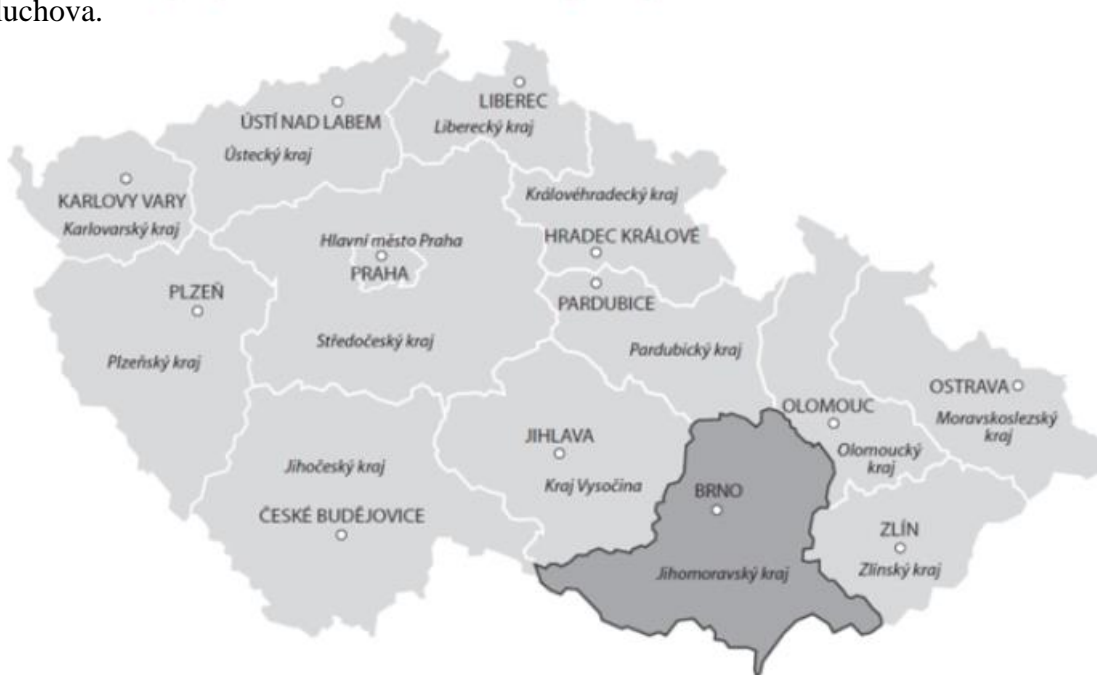 luchova.
LIBEREC
ÚSTÍ NAD LABEM
Liberecký kraj
Ústecký kraj
KARLOVY VARY
Královéhradecký kraj
Karlovarský kraj
Hlavní město Praha
HRADEC KRÁLOVÉ
PRAHA
PLZEŇ
PARDUBICE
Středočeský kraj
Pardubický kraj
Plzeňský kraj
OSTRAVA
OLOMOUC
Moravskoslezský
kraj
JIHLAVA
Olomoucký
kraj
Jihočeský kraj
Kraj Vysočina
BRNO
ČESKÉ BUDĚJOVICE
ZLÍN
Jihomoravský kraj
Zlínský kraj